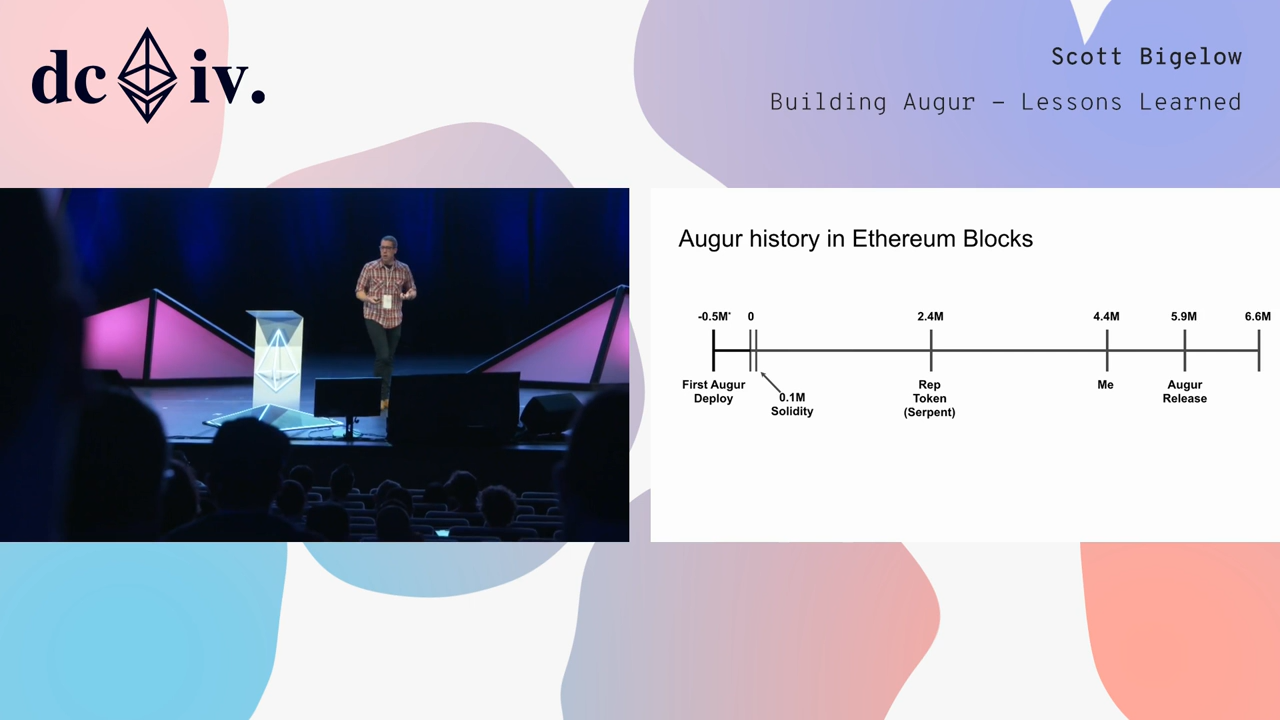 dc iv.
Scott Bigelow
Building Augur – Lessons Learned
Augur history in Ethereum Blocks
-0.5M* 0 2.4M 4.4M 5.9M 6.6M
First Augur
Deploy
0.1M
Solidity
Rep
Token
(Serpent)
Me
Augur
Release